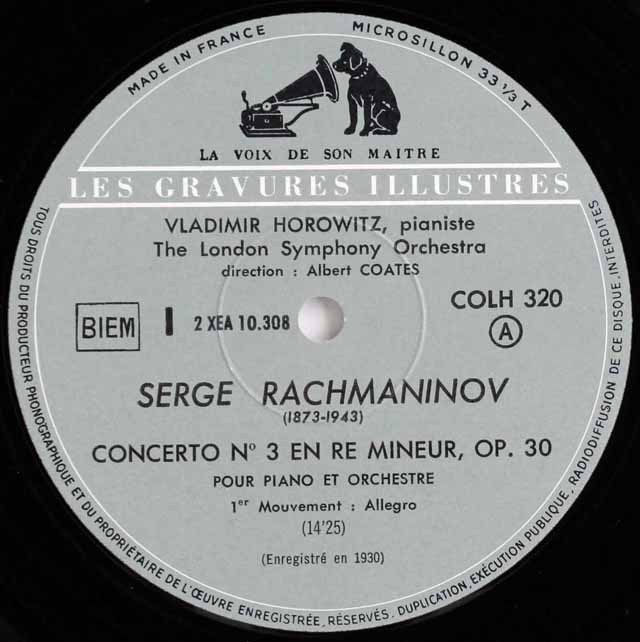 MADE IN FRANCE
MICROSILLON 33 1/3 T
LA VOIX DE SON MAITRE
LES GRAVURES ILLUSTRES
VLADIMIR HOROWITZ, pianiste
The London Symphony Orchestra
direction : Albert COATES
BIEM I 2 XEA 10.308
COLH 320
A
SERGE RACHMANINOV
(1873-1943)
CONCERTO Nº 3 EN RE MINEUR, OP. 30
POUR PIANO ET ORCHESTRE
1er Mouvement : Allegro
(14'25)
(Enregistré en 1930)
TOUS DROITS DU PRODUCTEUR PHONOGRAPHIQUE ET DU PROPRIÉTAIRE DE L'ŒUVRE ENREGISTRÉE, RÉSERVÉS. DUPLICATION, EXÉCUTION PUBLIQUE, RADIODIFFUSION DE CE DISQUE, INTERDITES